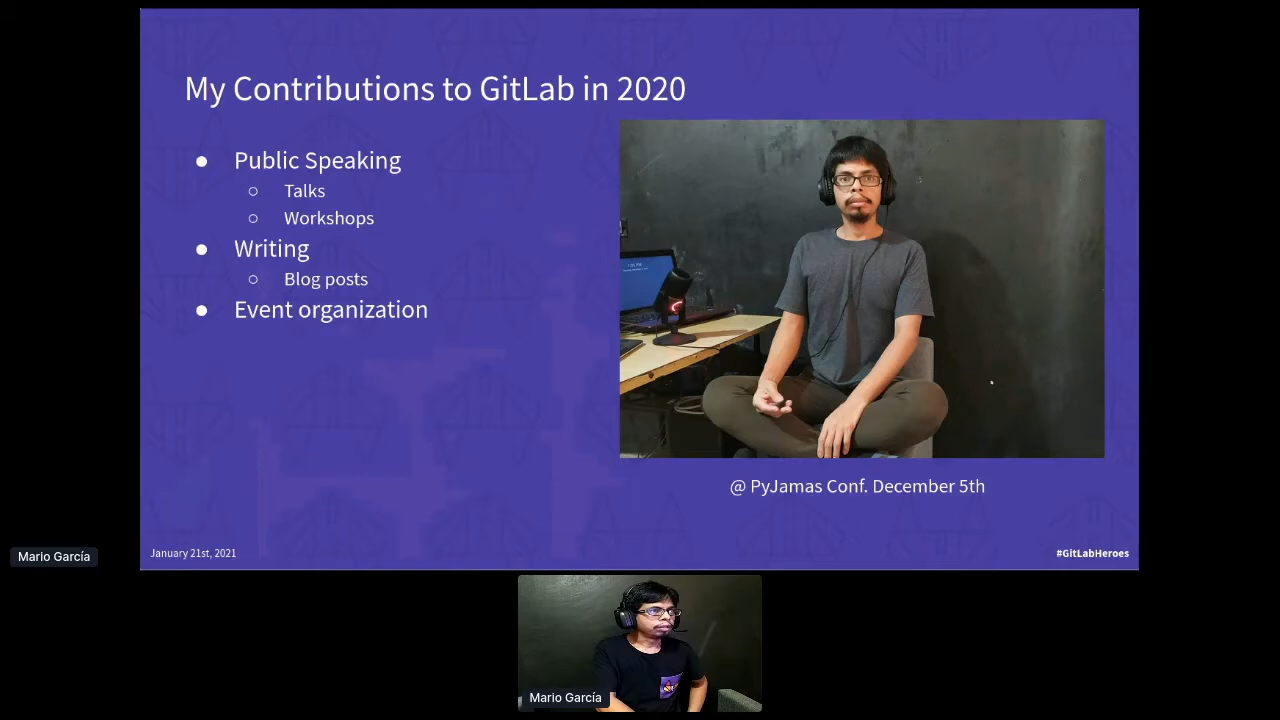 My Contributions to GitLab in 2020
● Public Speaking
○ Talks
○ Workshops
● Writing
○ Blog posts
● Event organization
@ PyJamas Conf. December 5th
January 21st, 2021
#GitLabHeroes
Mario García
Mario García